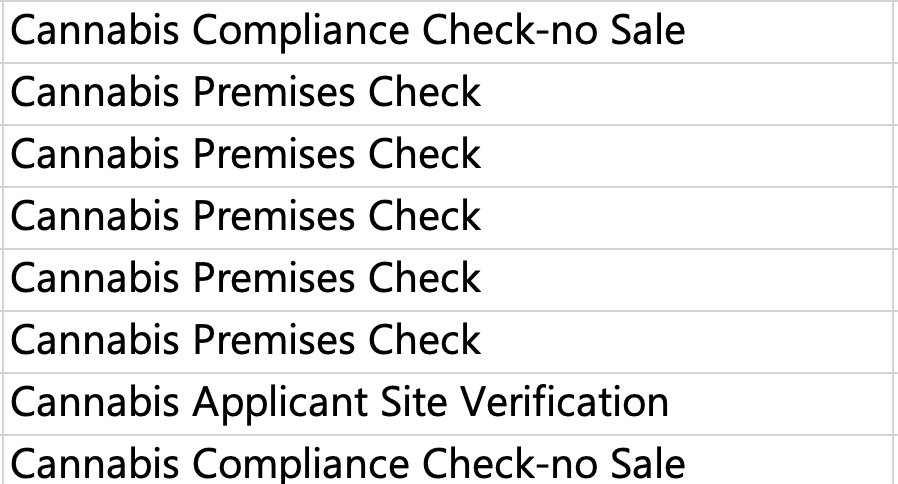 Cannabis Compliance Check-no Sale
Cannabis Premises Check
Cannabis Premises Check
Cannabis Premises Check
Cannabis Premises Check
Cannabis Premises Check
Cannabis Applicant Site Verification
Cannabis Compliance Check-no Sale